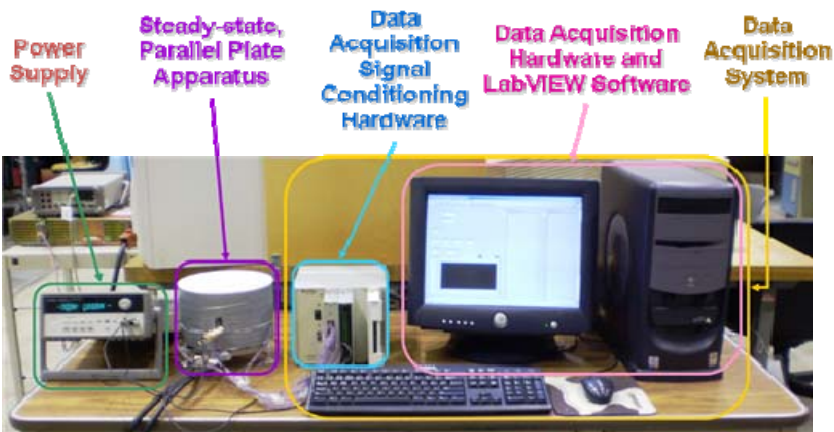 Power
Supply
Steady-state,
Parallel Plate
Apparatus
Data
Acquisition
Signal
Conditioning
Hardware
Data Acquisition
Hardware and
LabVIEW Software
Data
Acquisition
System